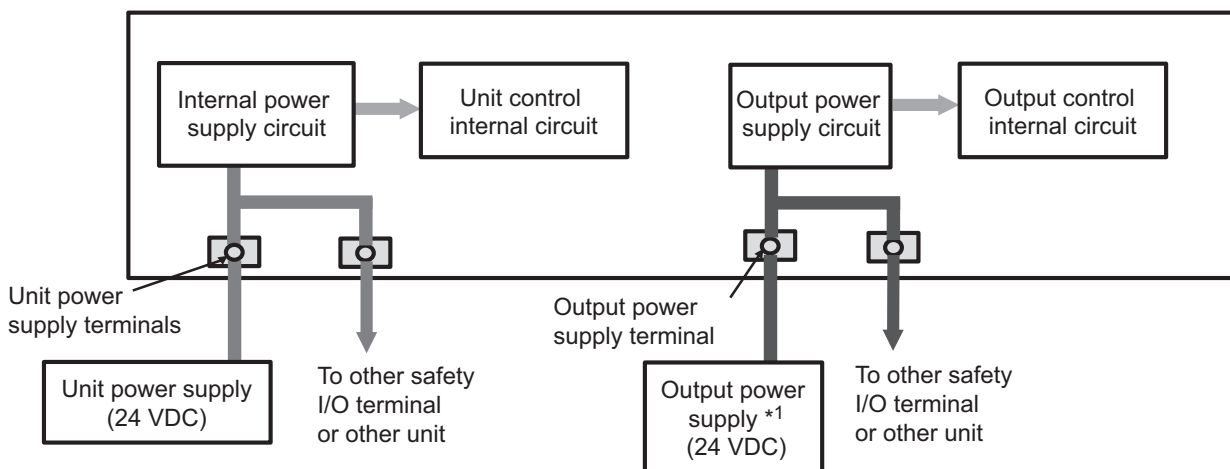 Internal power
supply circuit
Unit control
internal circuit
Output power
supply circuit
Output control
internal circuit
Unit power
supply terminals
Output power
supply terminal
Unit power supply
(24 VDC)
To other safety
I/O terminal
or other unit
Output power
supply *1
(24 VDC)
To other safety
I/O terminal
or other unit